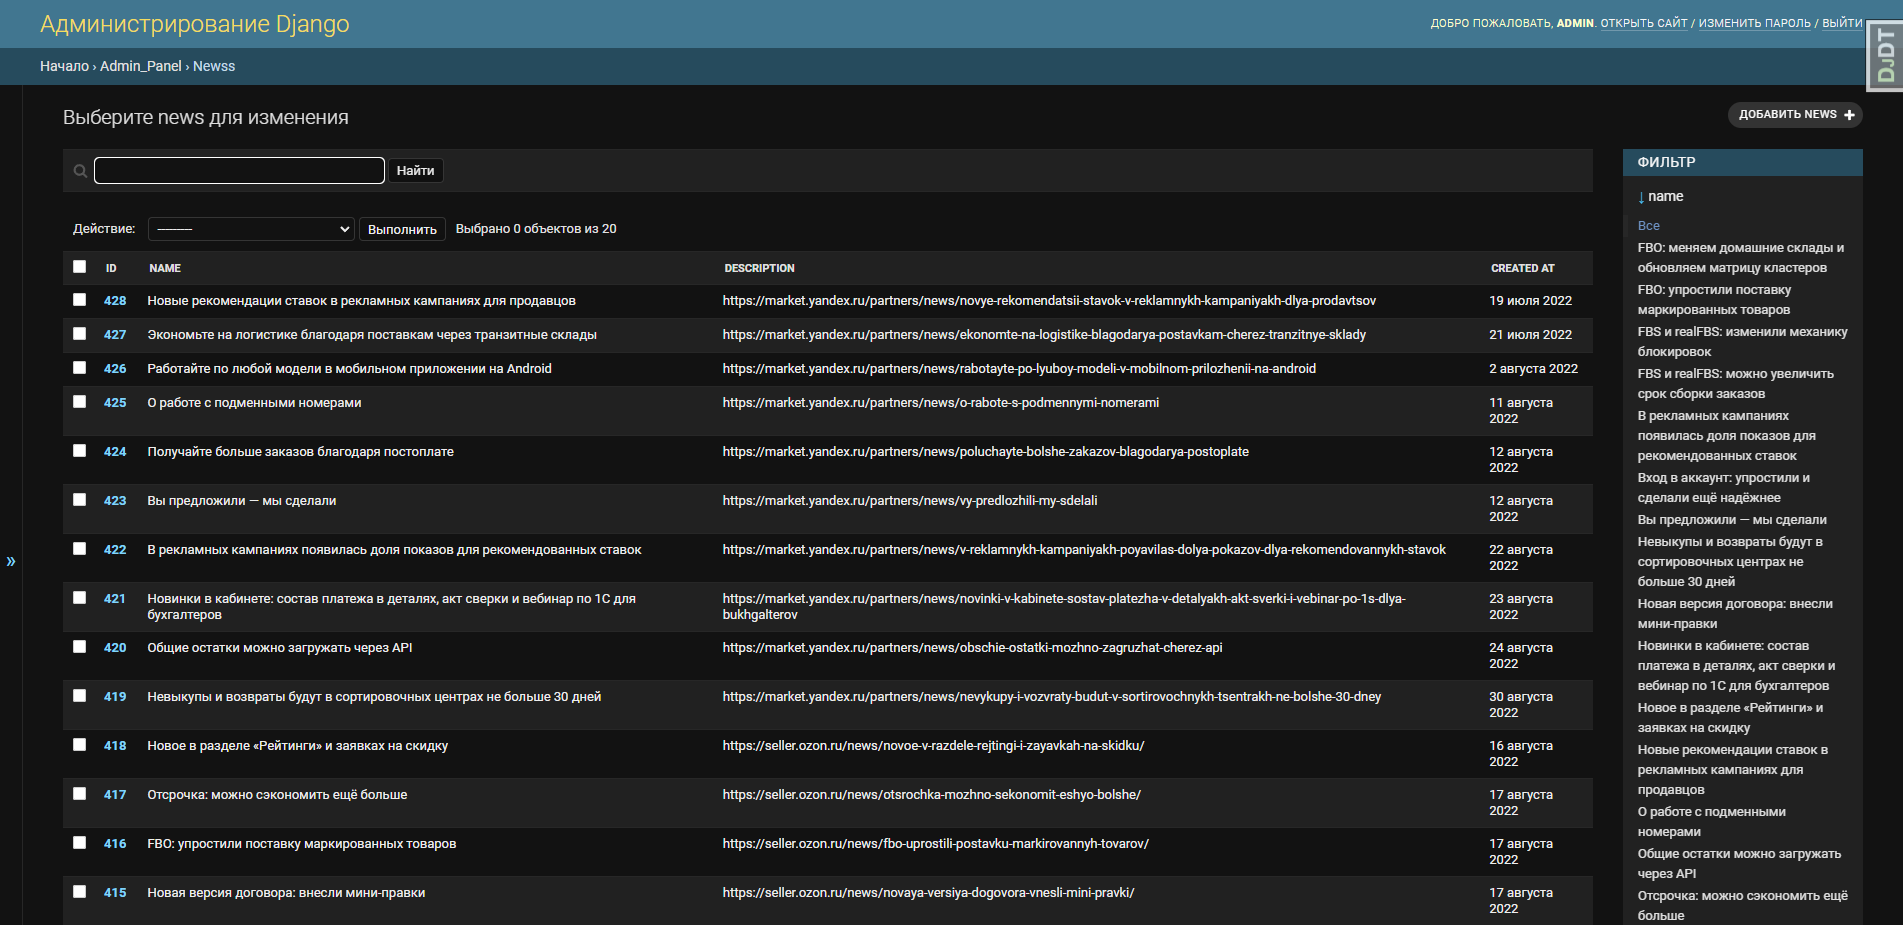 Администрирование Django
ДОБРО ПОЖАЛОВАТЬ, ADMIN. ОТКРЫТЬ САЙТ / ИЗМЕНИТЬ ПАРОЛЬ / ВЫЙТИ
DJDT
Начало › Admin_Panel › Newss
Выберите news для изменения
ДОБАВИТЬ NEWS +
Найти
Действие: --------- Выполнить Выбрано 0 объектов из 20
ID NAME DESCRIPTION CREATED AT
428 Новые рекомендации ставок в рекламных кампаниях для продавцов https://market.yandex.ru/partners/news/novye-rekomendatsii-stavok-v-reklamnykh-kampaniyakh-dlya-prodavtsov 19 июля 2022
427 Экономьте на логистике благодаря поставкам через транзитные склады https://market.yandex.ru/partners/news/ekonomte-na-logistike-blagodarya-postavkam-cherez-tranzitnye-sklady 21 июля 2022
426 Работайте по любой модели в мобильном приложении на Android https://market.yandex.ru/partners/news/rabotayte-po-lyuboy-modeli-v-mobilnom-prilozhenii-na-android 2 августа 2022
425 О работе с подменными номерами https://market.yandex.ru/partners/news/o-rabote-s-podmennymi-nomerami 11 августа
2022
424 Получайте больше заказов благодаря постоплате https://market.yandex.ru/partners/news/poluchayte-bolshe-zakazov-blagodarya-postoplate 12 августа
2022
423 Вы предложили — мы сделали https://market.yandex.ru/partners/news/vy-predlozhili-my-sdelali 12 августа
2022
422 В рекламных кампаниях появилась доля показов для рекомендованных ставок https://market.yandex.ru/partners/news/v-reklamnykh-kampaniyakh-poyavilas-dolya-pokazov-dlya-rekomendovannykh-stavok 22 августа
2022
421 Новинки в кабинете: состав платежа в деталях, акт сверки и вебинар по 1С для https://market.yandex.ru/partners/news/novinki-v-kabinete-sostav-platezha-v-detalyakh-akt-sverki-i-vebinar-po-1s-dlya- 23 августа
бухгалтеров bukhgalterov 2022
420 Общие остатки можно загружать через API https://market.yandex.ru/partners/news/obschie-ostatki-mozhno-zagruzhat-cherez-api 24 августа
2022
419 Невыкупы и возвраты будут в сортировочных центрах не больше 30 дней https://market.yandex.ru/partners/news/nevykupy-i-vozvraty-budut-v-sortirovochnykh-tsentrakh-ne-bolshe-30-dney 30 августа
2022
418 Новое в разделе «Рейтинги» и заявках на скидку https://seller.ozon.ru/news/novoe-v-razdele-rejtingi-i-zayavkah-na-skidku/ 16 августа
2022
417 Отсрочка: можно сэкономить ещё больше https://seller.ozon.ru/news/otsrochka-mozhno-sekonomit-eshyo-bolshe/ 17 августа
2022
416 FBO: упростили поставку маркированных товаров https://seller.ozon.ru/news/fbo-uprostili-postavku-markirovannyh-tovarov/ 17 августа
2022
415 Новая версия договора: внесли мини-правки https://seller.ozon.ru/news/novaya-versiya-dogovora-vnesli-mini-pravki/ 17 августа
2022
»
ФИЛЬТР
↓ name
Все
FBO: меняем домашние склады и
обновляем матрицу кластеров
FBO: упростили поставку
маркированных товаров
FBS и realFBS: изменили механику
блокировок
FBS и realFBS: можно увеличить
срок сборки заказов
В рекламных кампаниях
появилась доля показов для
рекомендованных ставок
Вход в аккаунт: упростили и
сделали ещё надёжнее
Вы предложили — мы сделали
Невыкупы и возвраты будут в
сортировочных центрах не
больше 30 дней
Новая версия договора: внесли
мини-правки
Новинки в кабинете: состав
платежа в деталях, акт сверки и
вебинар по 1С для бухгалтеров
Новое в разделе «Рейтинги» и
заявках на скидку
Новые рекомендации ставок в
рекламных кампаниях для
продавцов
О работе с подменными
номерами
Общие остатки можно загружать
через API
Отсрочка: можно сэкономить ещё
больше